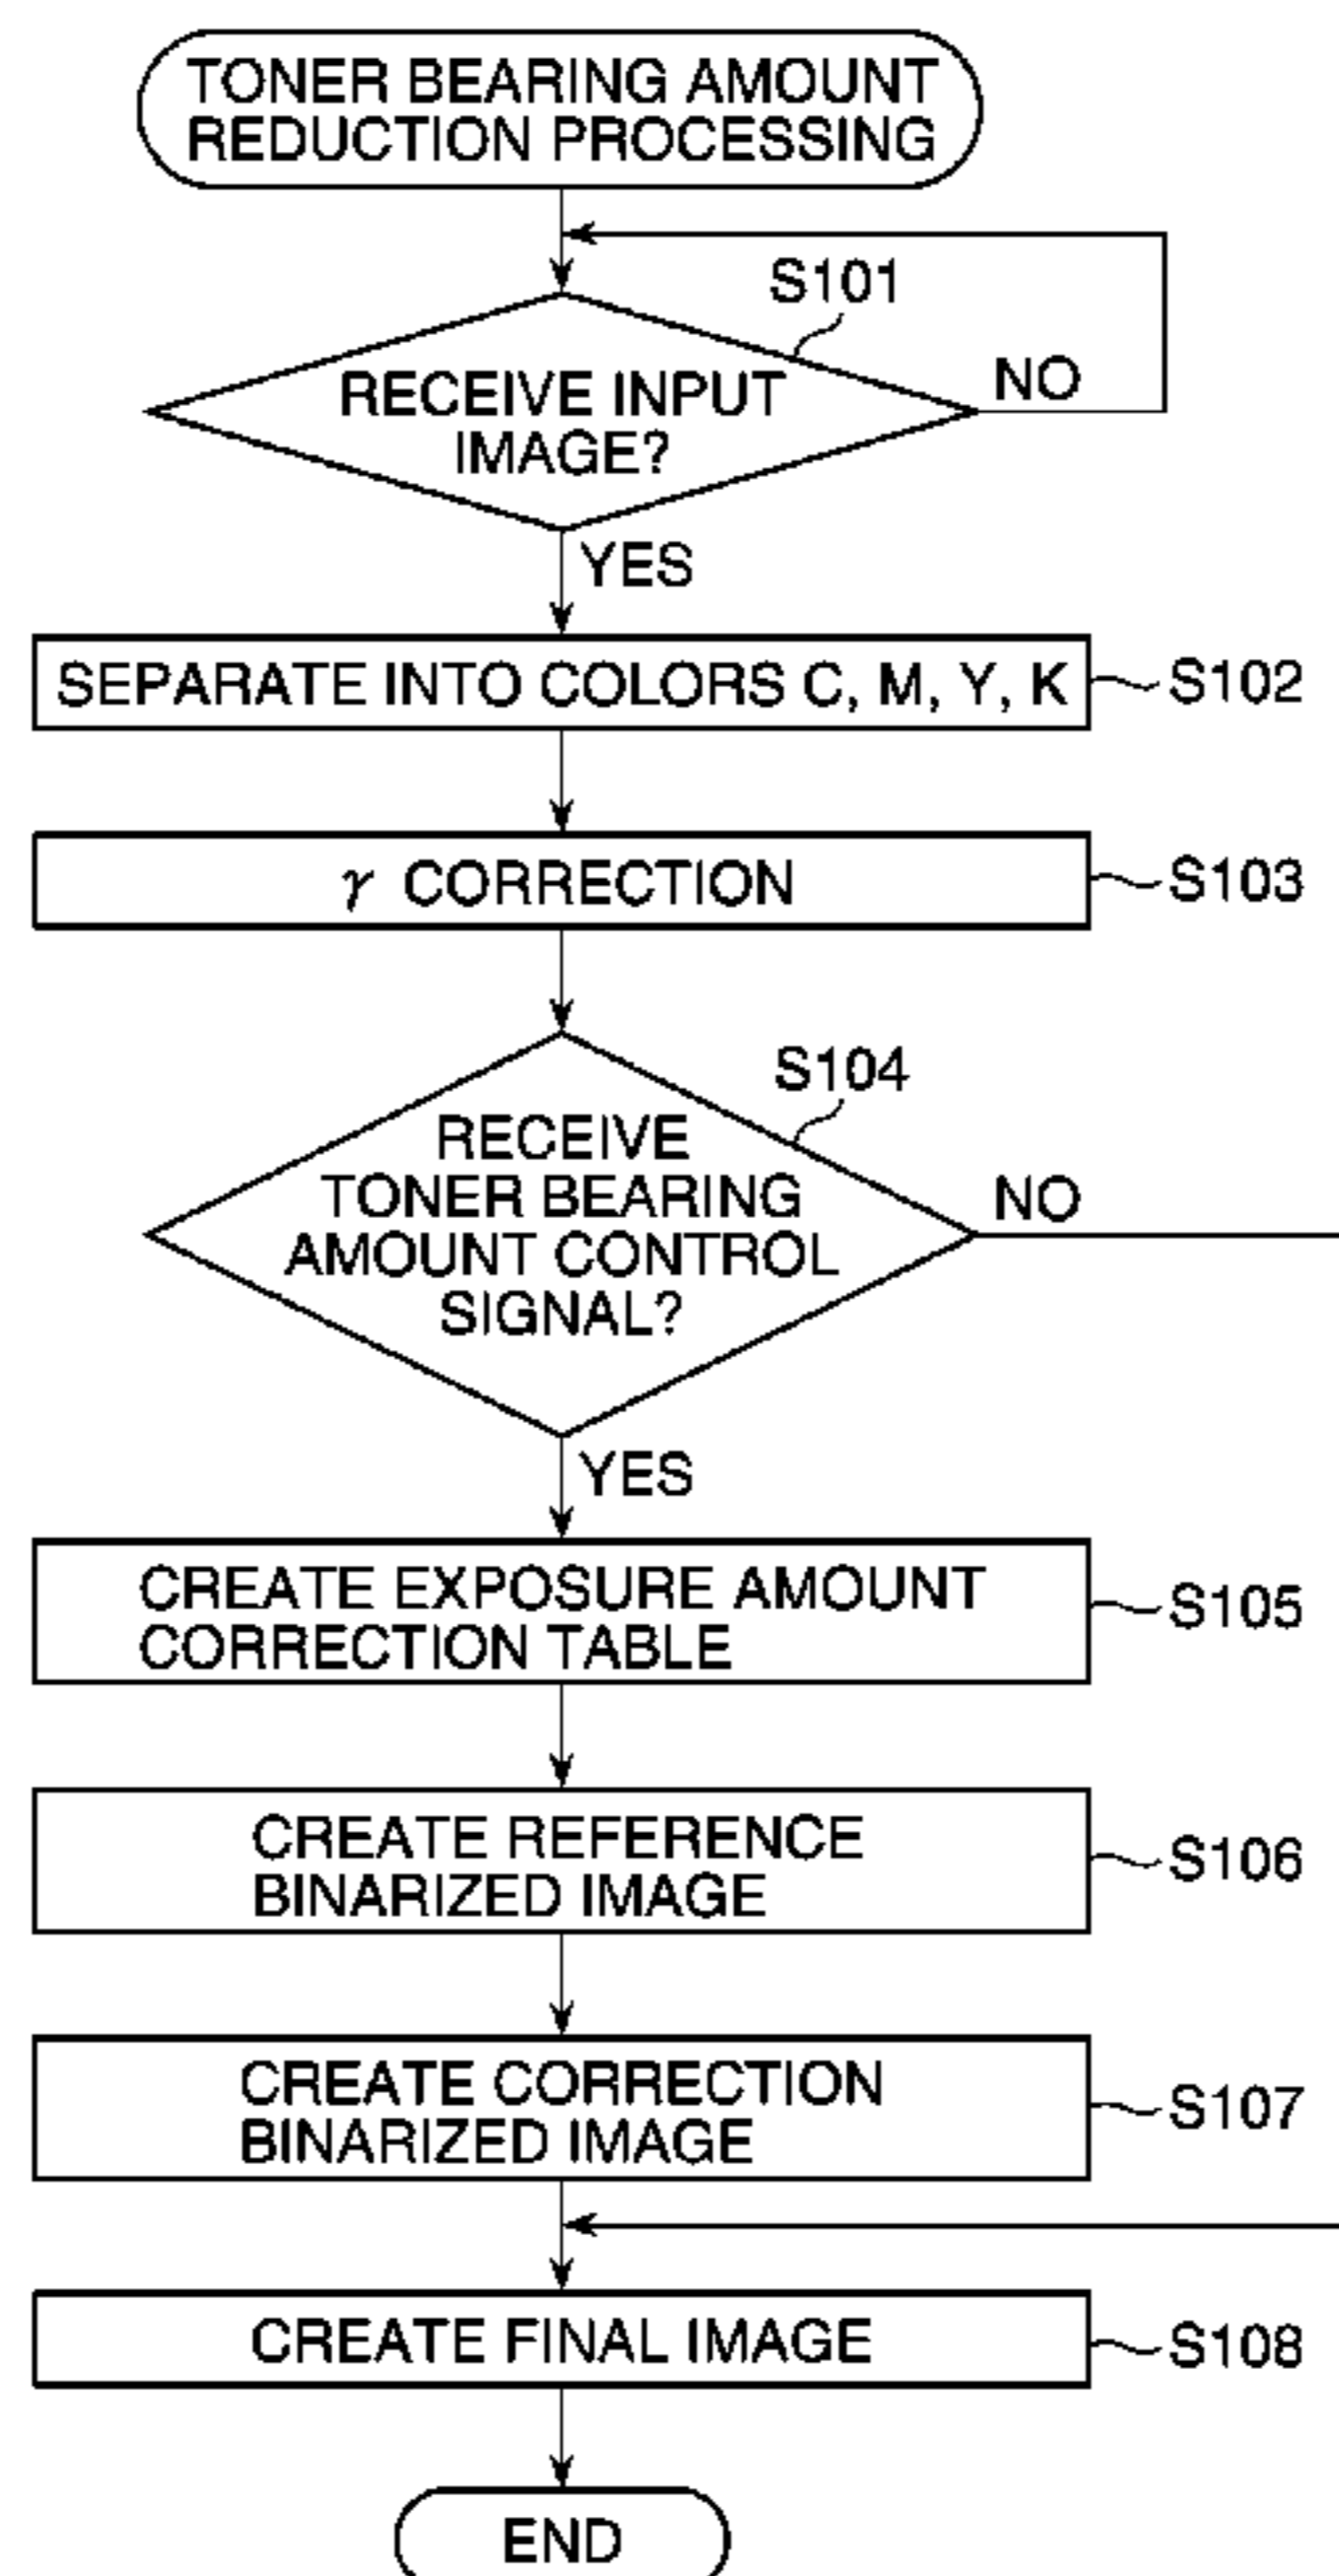 TONER BEARING AMOUNT
REDUCTION PROCESSING
S101
RECEIVE INPUT
IMAGE?
NO
YES
SEPARATE INTO COLORS C, M, Y, K
S102
γ CORRECTION
S103
S104
RECEIVE
TONER BEARING
AMOUNT CONTROL
SIGNAL?
NO
YES
CREATE EXPOSURE AMOUNT
CORRECTION TABLE
S105
CREATE REFERENCE
BINARIZED IMAGE
S106
CREATE CORRECTION
BINARIZED IMAGE
S107
CREATE FINAL IMAGE
S108
END